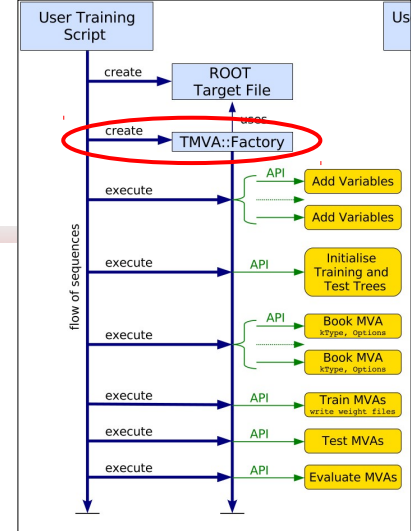 User Training
Script
Us
create
ROOT
Target File
uses
create
TMVA::Factory
execute
API
Add Variables
Add Variables
flow of sequences
execute
API
Initialise
Training and
Test Trees
execute
API
Book MVA
kType, Options
Book MVA
kType, Options
execute
API
Train MVAs
write weight files
execute
API
Test MVAs
execute
API
Evaluate MVAs